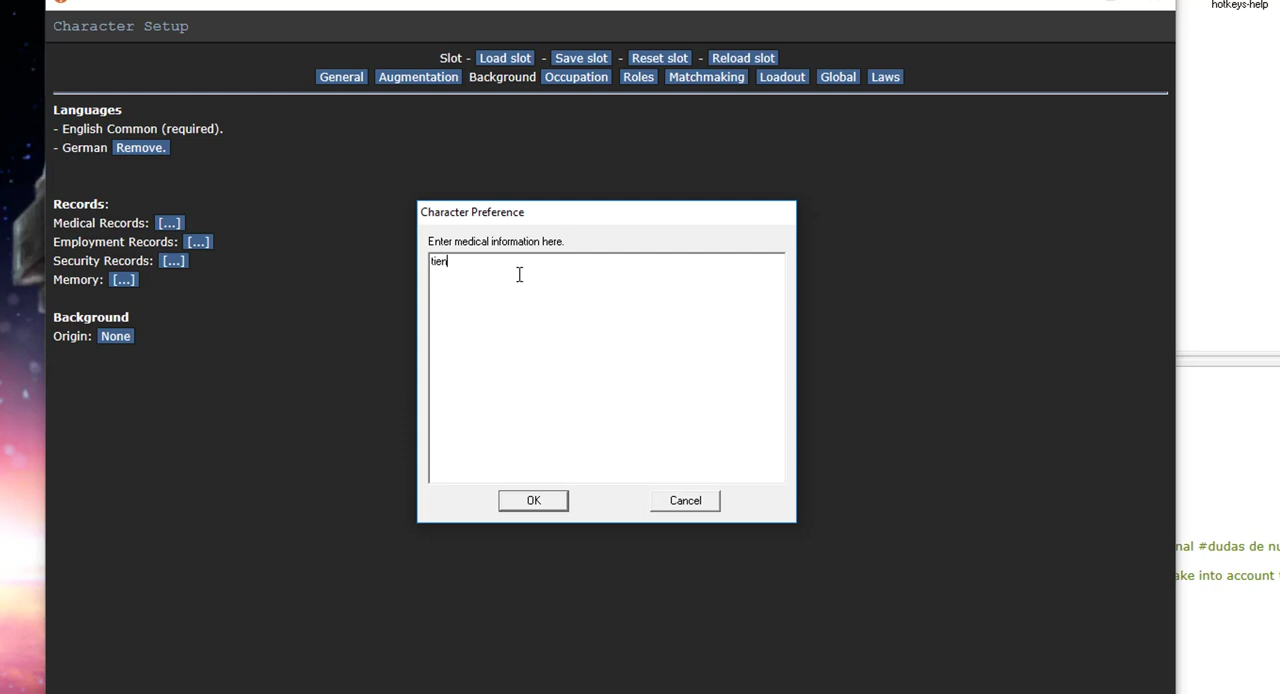 hotkeys-help
Character Setup
Slot - Load slot - Save slot - Reset slot - Reload slot
General Augmentation Background Occupation Roles Matchmaking Loadout Global Laws
Languages
- English Common (required).
- German Remove.
Records:
Medical Records: [...]
Employment Records: [...]
Security Records: [...]
Memory: [...]
Background
Origin: None
Character Preference
Enter medical information here.
tien
OK Cancel
nal #dudas de nu
ake into account